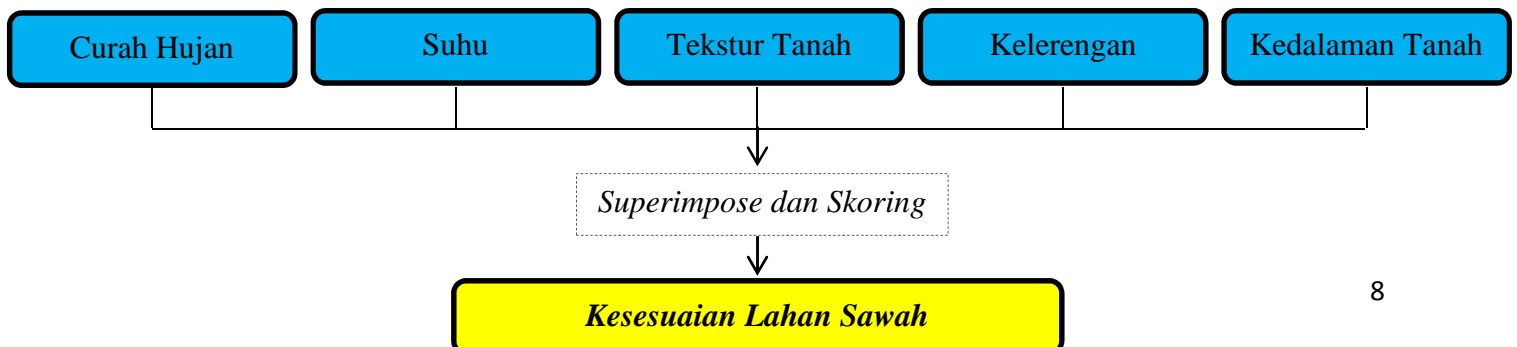 Curah Hujan
Suhu
Tekstur Tanah
Kelerengan
Kedalaman Tanah
Superimpose dan Skoring
8
Kesesuaian Lahan Sawah